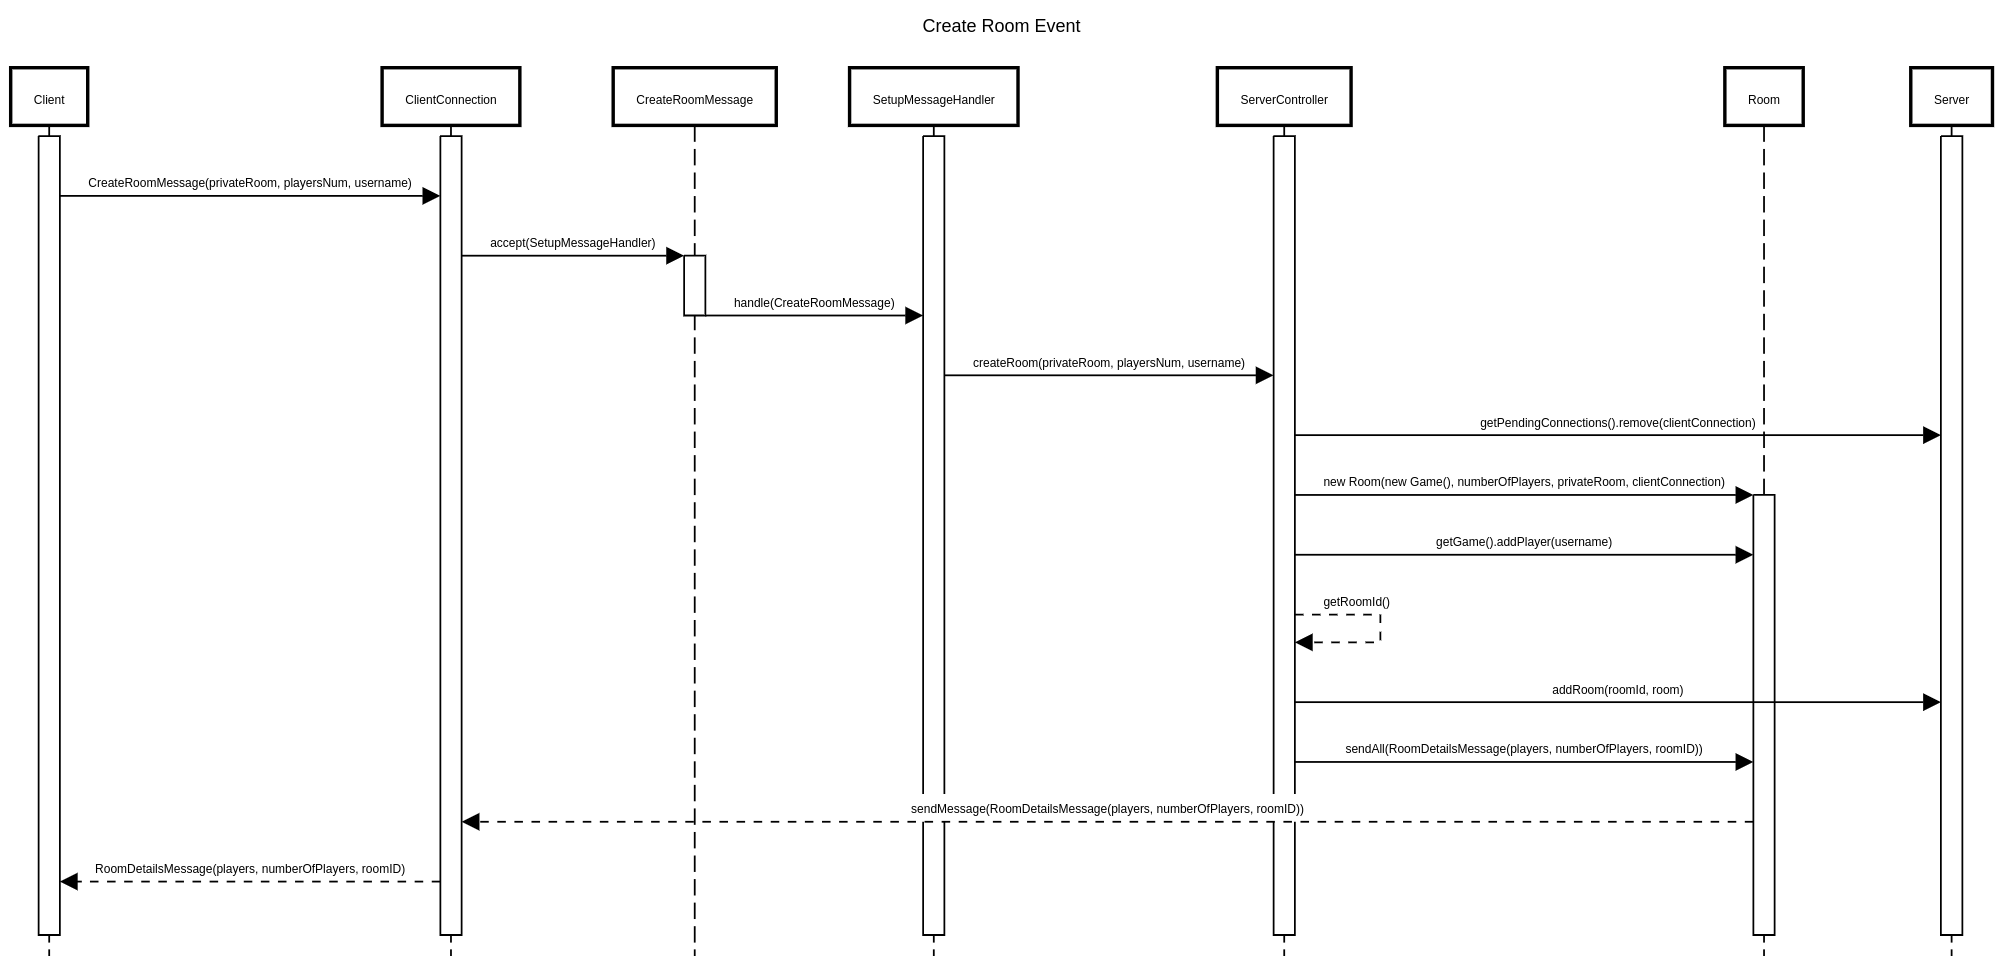 Create Room Event
Client
ClientConnection
CreateRoomMessage
SetupMessageHandler
ServerController
Room
Server
CreateRoomMessage(privateRoom, playersNum, username)
accept(SetupMessageHandler)
handle(CreateRoomMessage)
createRoom(privateRoom, playersNum, username)
getPendingConnections().remove(clientConnection)
new Room(new Game(), numberOfPlayers, privateRoom, clientConnection)
getGame().addPlayer(username)
getRoomId()
addRoom(roomId, room)
sendAll(RoomDetailsMessage(players, numberOfPlayers, roomID))
sendMessage(RoomDetailsMessage(players, numberOfPlayers, roomID))
RoomDetailsMessage(players, numberOfPlayers, roomID)